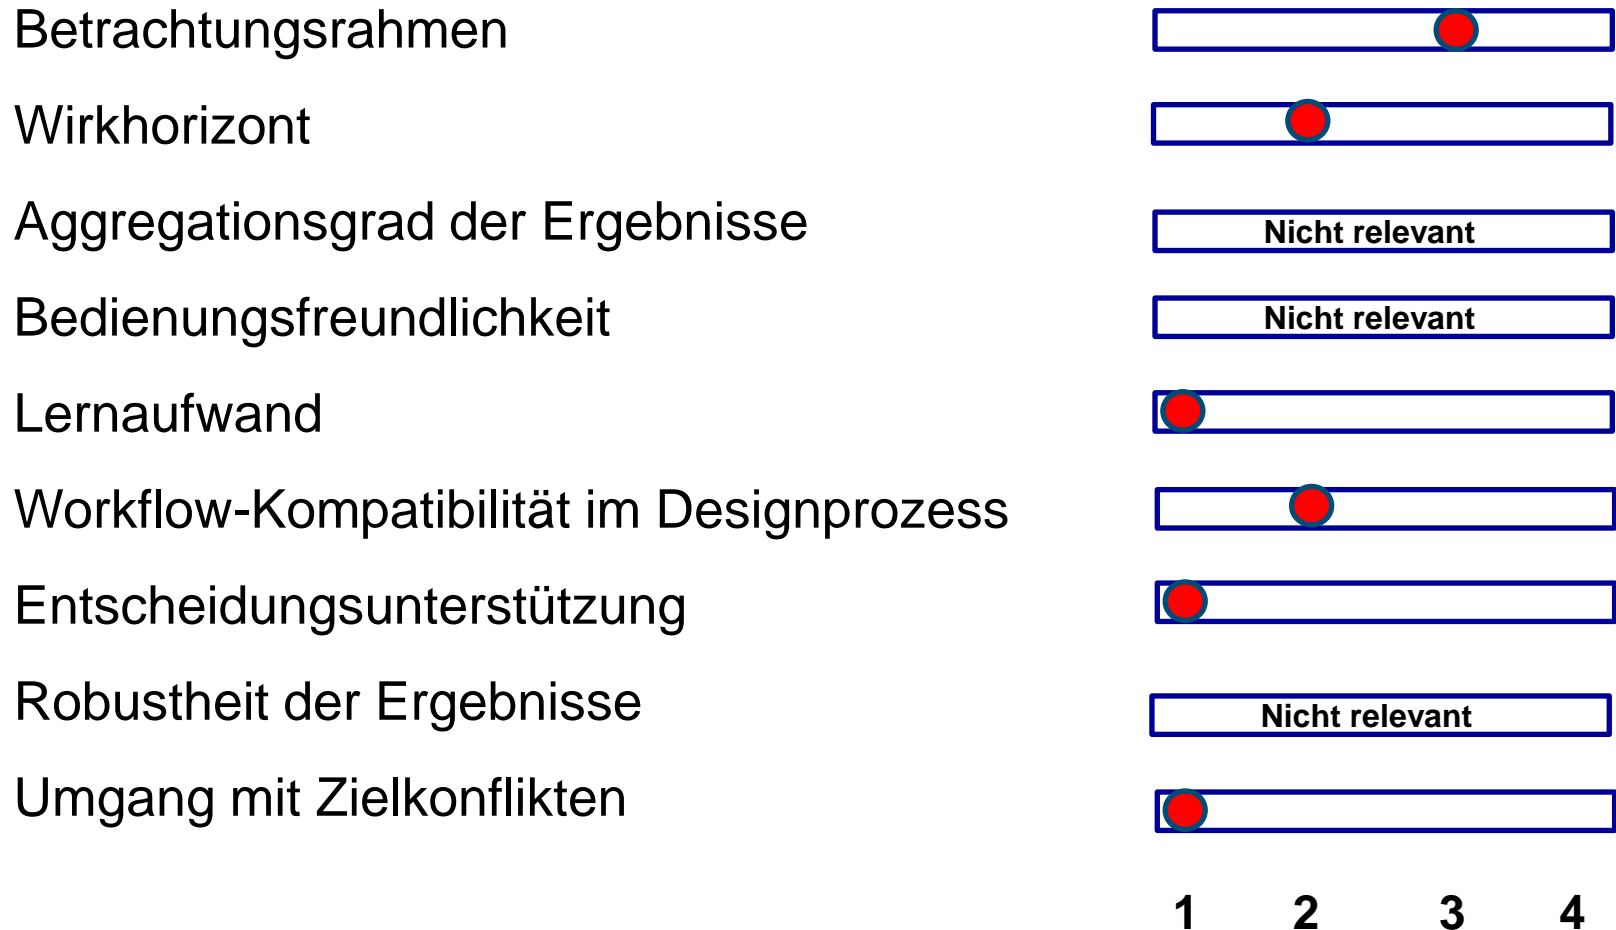 Betrachtungsrahmen
Wirkhorizont
Aggregationsgrad der Ergebnisse
Nicht relevant
Bedienungsfreundlichkeit
Nicht relevant
Lernaufwand
Workflow-Kompatibilität im Designprozess
Entscheidungsunterstützung
Robustheit der Ergebnisse
Nicht relevant
Umgang mit Zielkonflikten
1 2 3 4